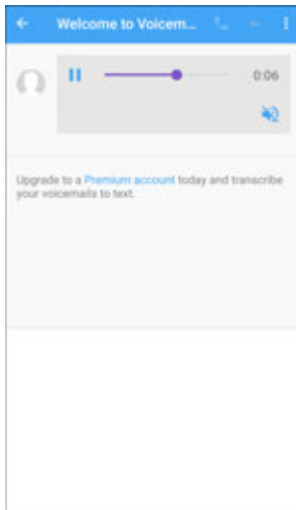 Welcome to Voicem...
0:06
Upgrade to a Premium account today and transcribe
your voicemails to text.